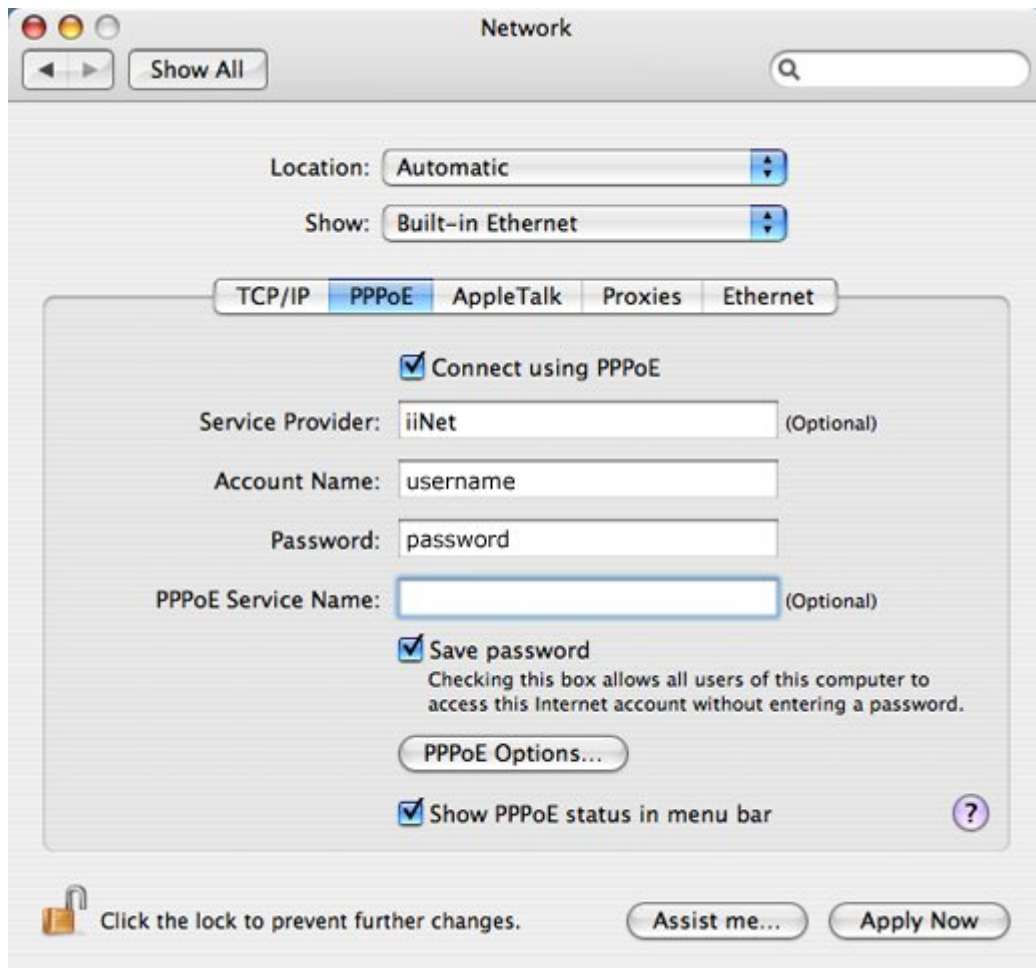 Network
Show All
Location: Automatic
Show: Built-in Ethernet
TCP/IP PPPoE AppleTalk Proxies Ethernet
Connect using PPPoE
Service Provider: iiNet (Optional)
Account Name: username
Password: password
PPPoE Service Name: (Optional)
Save password
Checking this box allows all users of this computer to
access this Internet account without entering a password.
PPPoE Options...
Show PPPoE status in menu bar ?
Click the lock to prevent further changes. Assist me... Apply Now